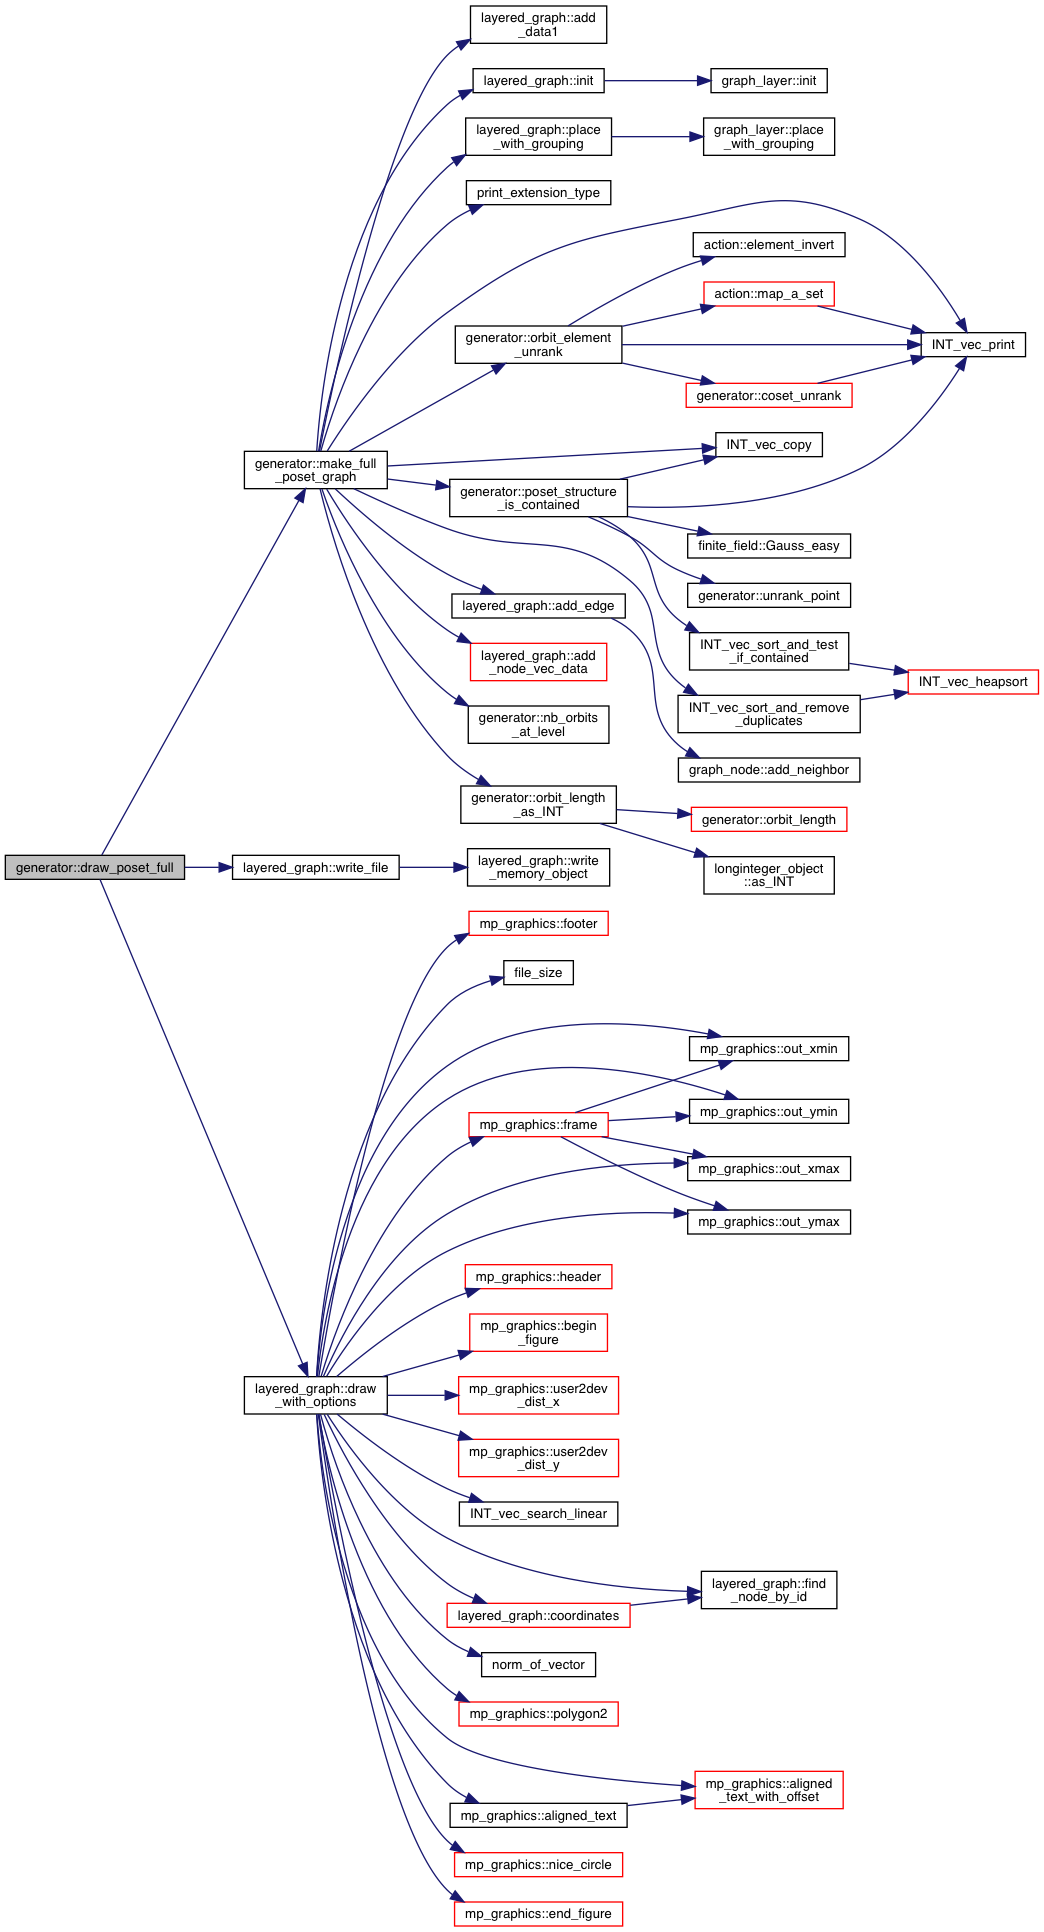 layered_graph::add
_data1
layered_graph::init
graph_layer::init
layered_graph::place
_with_grouping
graph_layer::place
_with_grouping
print_extension_type
action::element_invert
action::map_a_set
generator::orbit_element
_unrank
INT_vec_print
generator::coset_unrank
INT_vec_copy
generator::make_full
_poset_graph
generator::poset_structure
_is_contained
finite_field::Gauss_easy
generator::unrank_point
layered_graph::add_edge
INT_vec_sort_and_test
_if_contained
layered_graph::add
_node_vec_data
INT_vec_heapsort
INT_vec_sort_and_remove
_duplicates
generator::nb_orbits
_at_level
graph_node::add_neighbor
generator::orbit_length
_as_INT
generator::orbit_length
generator::draw_poset_full
layered_graph::write_file
layered_graph::write
_memory_object
longinteger_object
::as_INT
mp_graphics::footer
file_size
mp_graphics::out_xmin
mp_graphics::out_ymin
mp_graphics::frame
mp_graphics::out_xmax
mp_graphics::out_ymax
mp_graphics::header
mp_graphics::begin
_figure
layered_graph::draw
_with_options
mp_graphics::user2dev
_dist_x
mp_graphics::user2dev
_dist_y
INT_vec_search_linear
layered_graph::find
_node_by_id
layered_graph::coordinates
norm_of_vector
mp_graphics::polygon2
mp_graphics::aligned
_text_with_offset
mp_graphics::aligned_text
mp_graphics::nice_circle
mp_graphics::end_figure